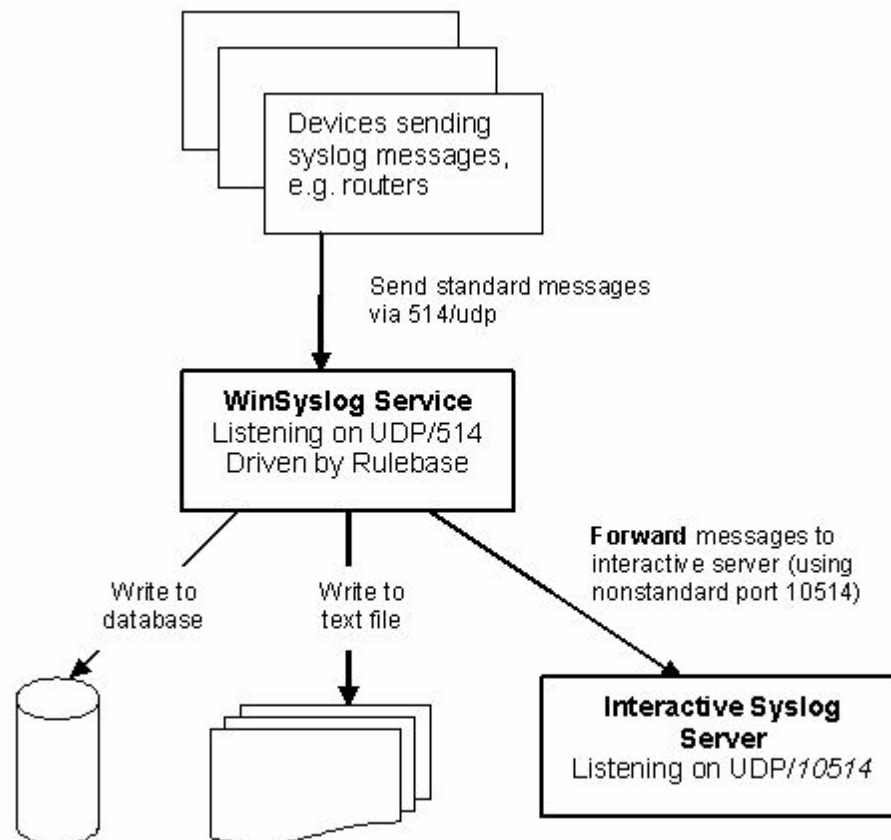 Devices sending
syslog messages,
e.g. routers
Send standard messages
via 514/udp
WinSyslog Service
Listening on UDP/514
Driven by Rulebase
Forward messages to
interactive server (using
nonstandard port 10514)
Write to
database
Write to
text file
Interactive Syslog
Server
Listening on UDP/10514